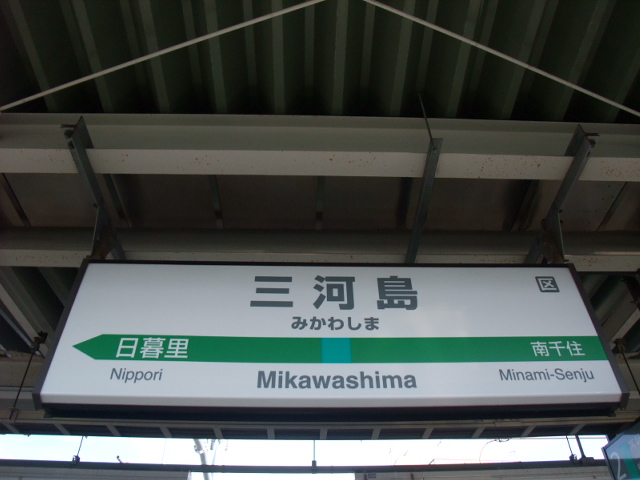 三河島
区
みかわしま
日暮里
南千住
Nippori
Mikawashima
Minami-Senju
2